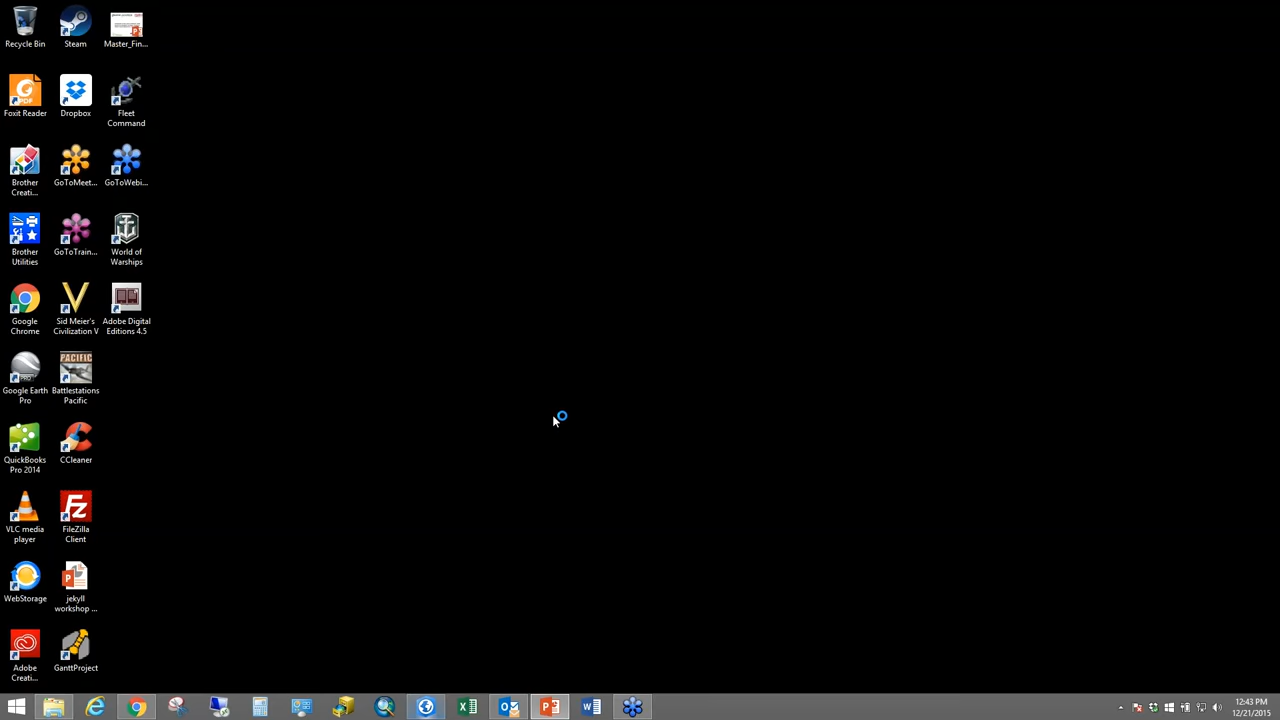 Recycle Bin
Steam
Master_Fin...
Foxit Reader
Dropbox
Fleet
Command
Brother
Creati...
GoToMeet...
GoToWebi...
Brother
Utilities
GoToTrain...
World of
Warships
Google
Chrome
Sid Meier's
Civilization V
Adobe Digital
Editions 4.5
Google Earth
Pro
PACIFIC
Battlestations
Pacific
QuickBooks
Pro 2014
CCleaner
VLC media
player
FileZilla
Client
WebStorage
jekyll
workshop ...
Adobe
Creati...
GanttProject
12:43 PM
12/21/2015